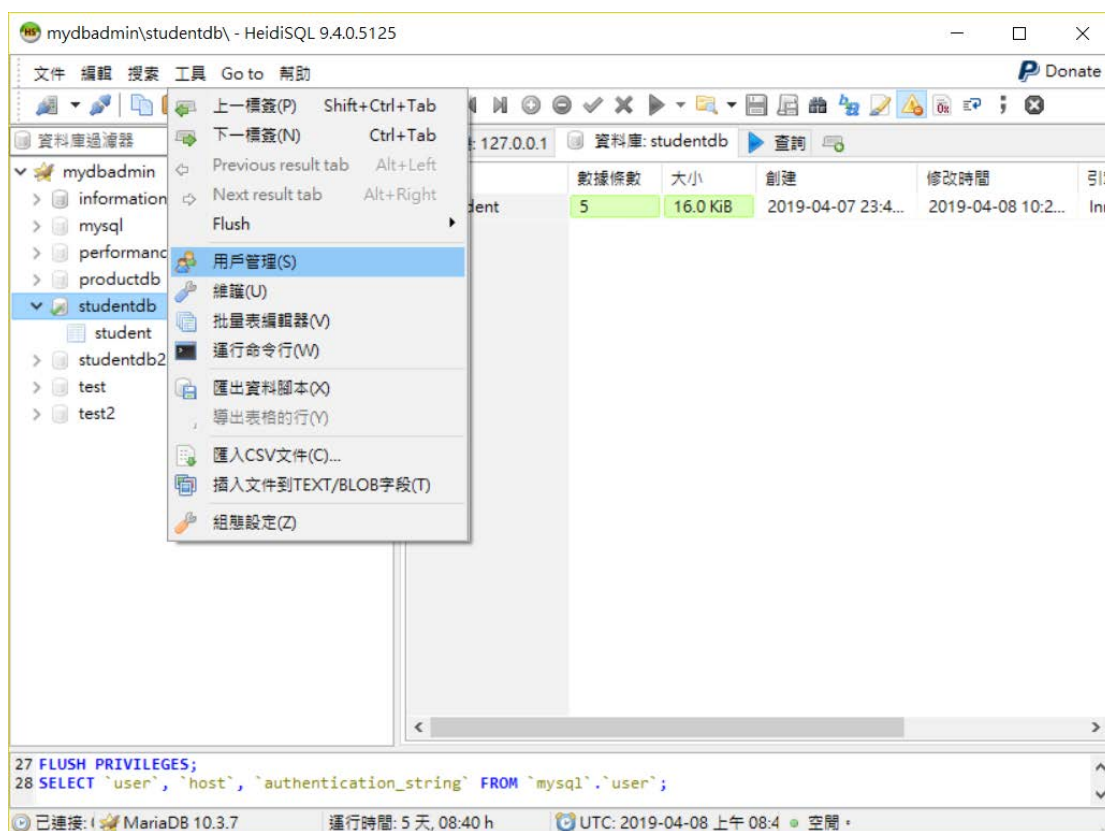 mydbadmin\studentdb\ - HeidiSQL 9.4.0.5125
文件 編輯 搜索 工具 Go to 幫助
Donate
資料庫過濾器
: 127.0.0.1 資料庫: studentdb 查詢
mydbadmin
information
mysql
performanc
productdb
studentdb
student
studentdb2
test
test2
上一標簽(P) Shift+Ctrl+Tab
下一標簽(N) Ctrl+Tab
Previous result tab Alt+Left
Next result tab Alt+Right
Flush
用戶管理(S)
維護(U)
批量表編輯器(V)
運行命令行(W)
匯出資料腳本(X)
導出表格的行(Y)
匯入CSV文件(C)...
插入文件到TEXT/BLOB字段(T)
組態設定(Z)
數據條數 大小 創建 修改時間 引
dent 5 16.0 KiB 2019-04-07 23:4... 2019-04-08 10:2... In
27 FLUSH PRIVILEGES;
28 SELECT `user`, `host`, `authentication_string` FROM `mysql`.`user`;
已連接: MariaDB 10.3.7 運行時間: 5 天, 08:40 h UTC: 2019-04-08 上午 08:4 空閒。